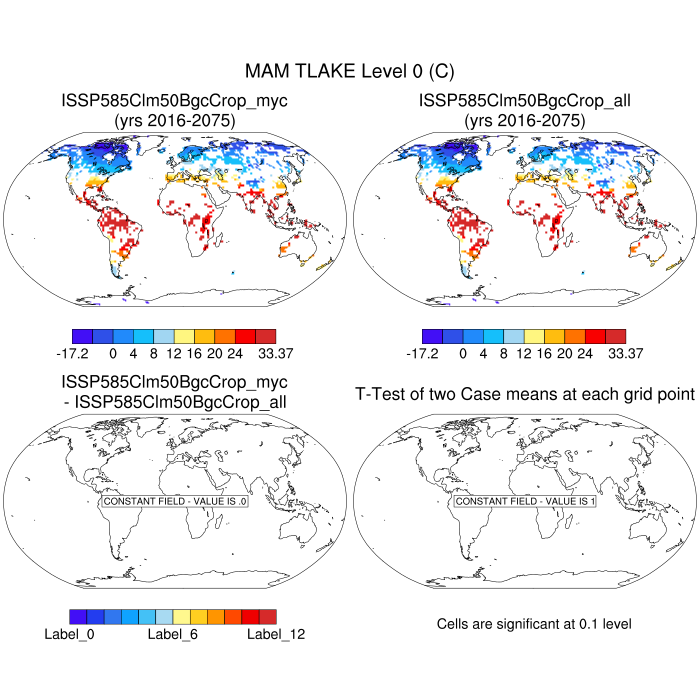 MAM TLAKE Level 0 (C)
ISSP585Clm50BgcCrop_myc
(yrs 2016-2075)
ISSP585Clm50BgcCrop_all
(yrs 2016-2075)
-17.2 0 4 8 12 16 20 24 33.37
-17.2 0 4 8 12 16 20 24 33.37
ISSP585Clm50BgcCrop_myc
- ISSP585Clm50BgcCrop_all
T-Test of two Case means at each grid point
CONSTANT FIELD - VALUE IS .0
CONSTANT FIELD - VALUE IS 1
Label_0 Label_6 Label_12
Cells are significant at 0.1 level